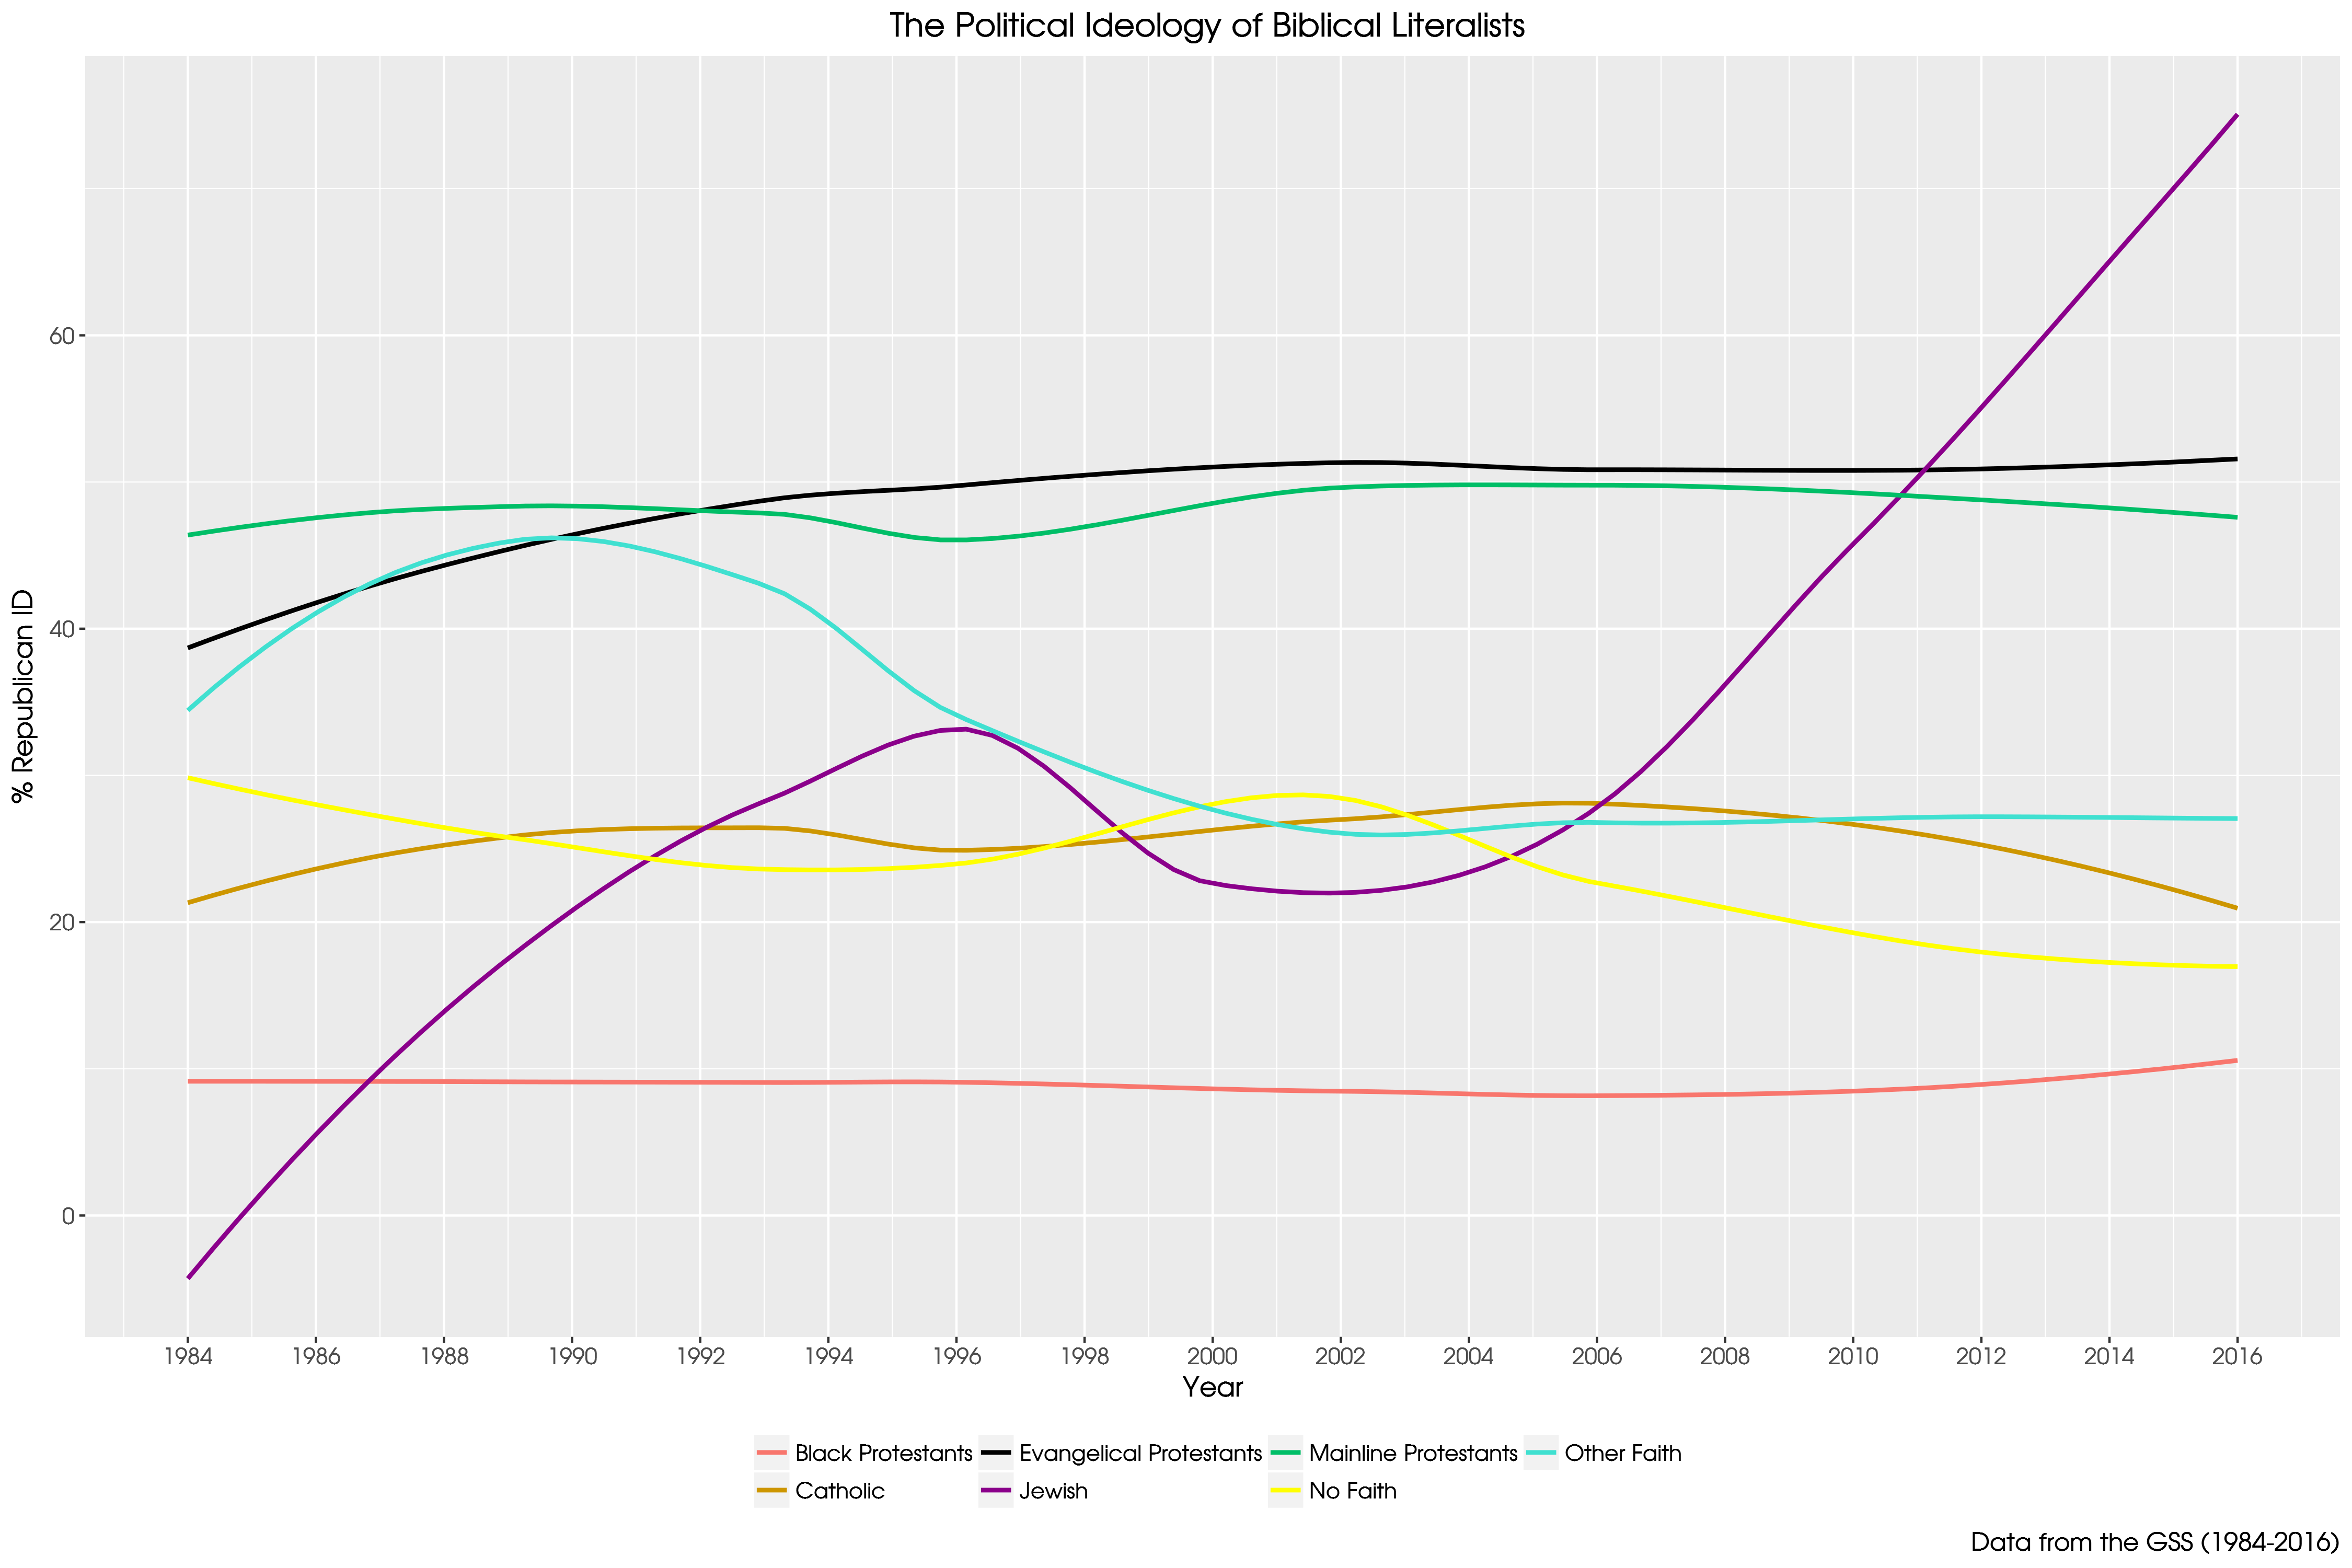 The Political Ideology of Biblical Literalists
% Republican ID
60
40
20
0
1984 1986 1988 1990 1992 1994 1996 1998 2000 2002 2004 2006 2008 2010 2012 2014 2016
Year
Black Protestants Evangelical Protestants Mainline Protestants Other Faith
Catholic Jewish No Faith
Data from the GSS (1984-2016)